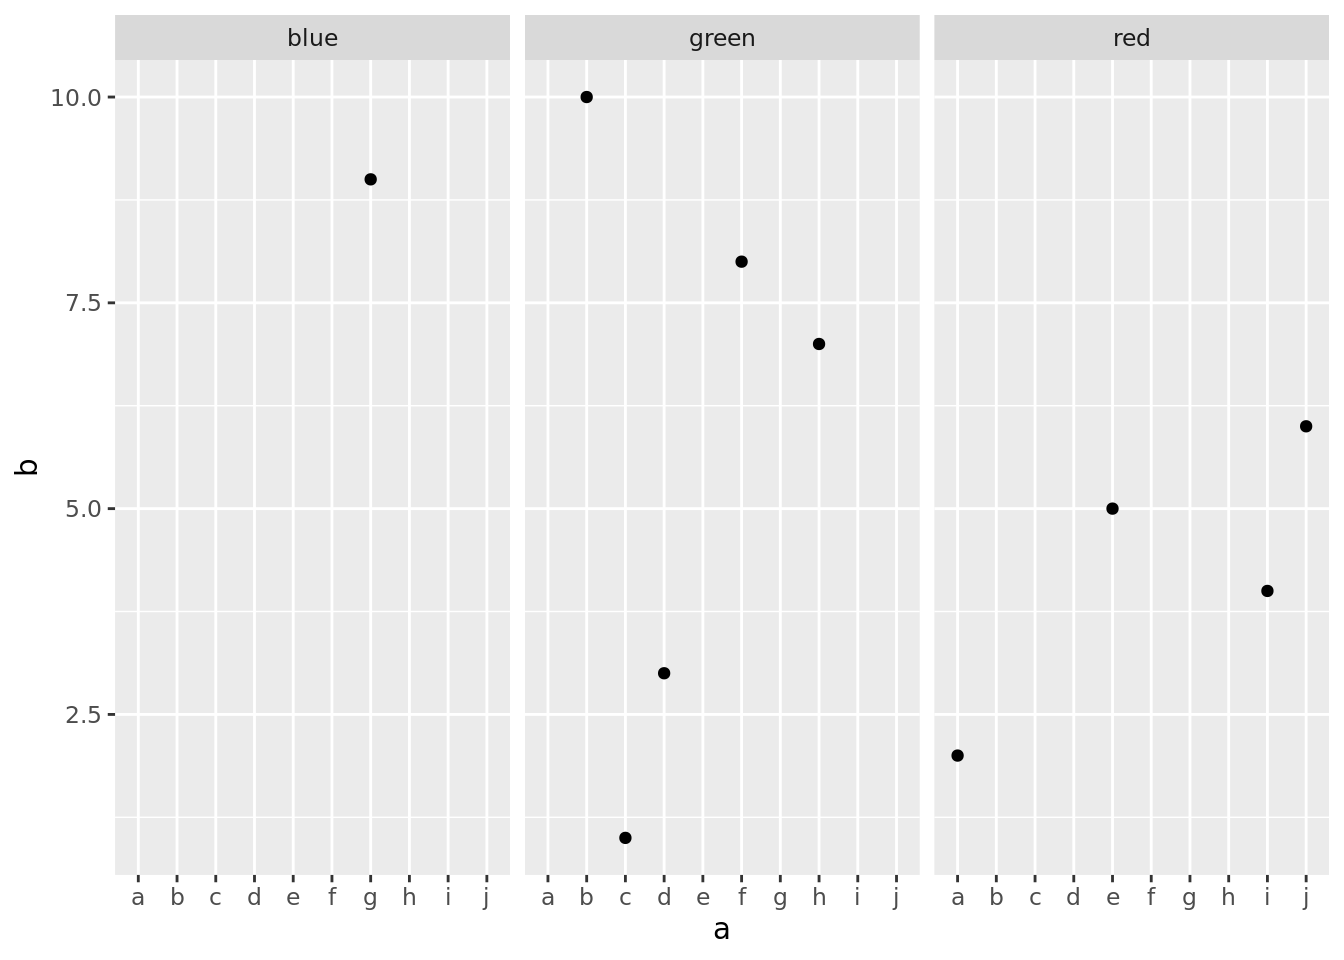 blue green red
10.0
7.5
5.0
2.5
b
a b c d e f g h i j a b c d e f g h i j a b c d e f g h i j
a